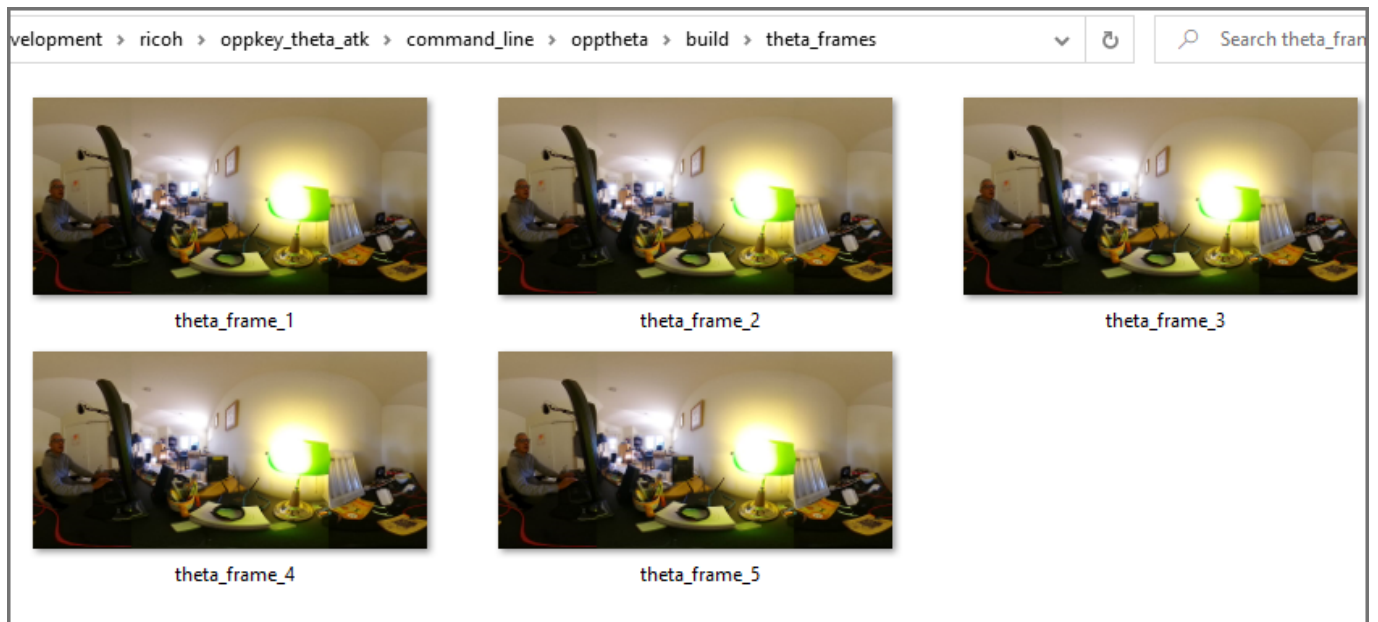 velopment > ricoh > oppkey_theta_atk > command_line > opptheta > build > theta_frames
Search theta_fran
theta_frame_1
theta_frame_2
theta_frame_3
theta_frame_4
theta_frame_5